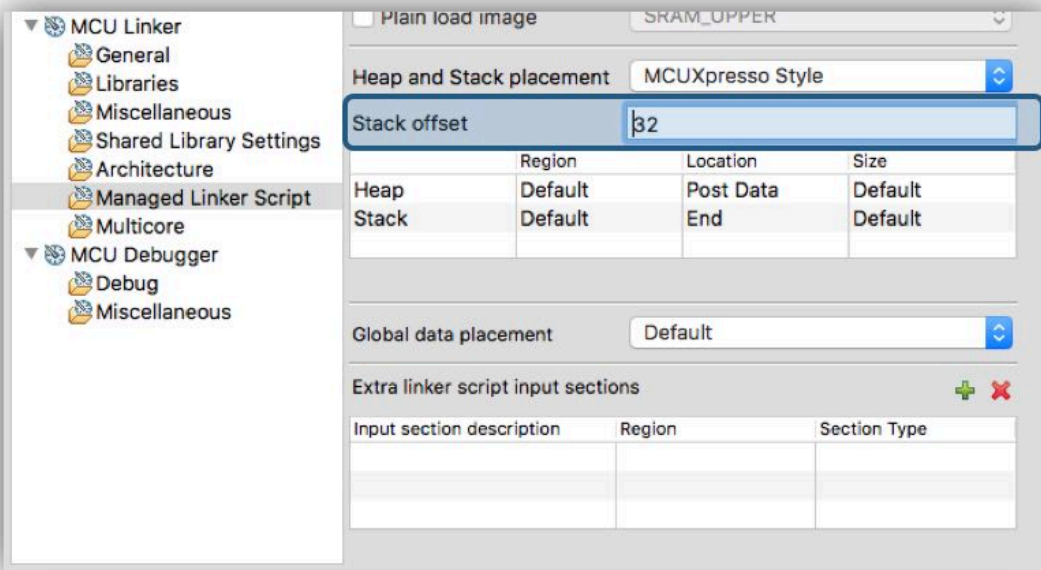 MCU Linker
General
Libraries
Miscellaneous
Shared Library Settings
Architecture
Managed Linker Script
Multicore
MCU Debugger
Debug
Miscellaneous
Plain load image SRAM_UPPER
Heap and Stack placement MCUXpresso Style
Stack offset 32
Region Location Size
Heap Default Post Data Default
Stack Default End Default
Global data placement Default
Extra linker script input sections
Input section description Region Section Type